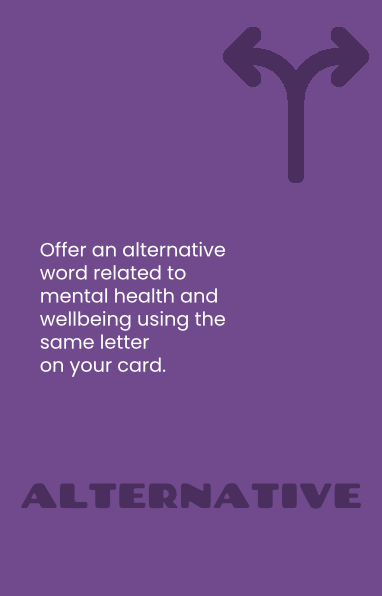 Offer an alternative
word related to
mental health and
wellbeing using the
same letter
on your card.
ALTERNATIVE